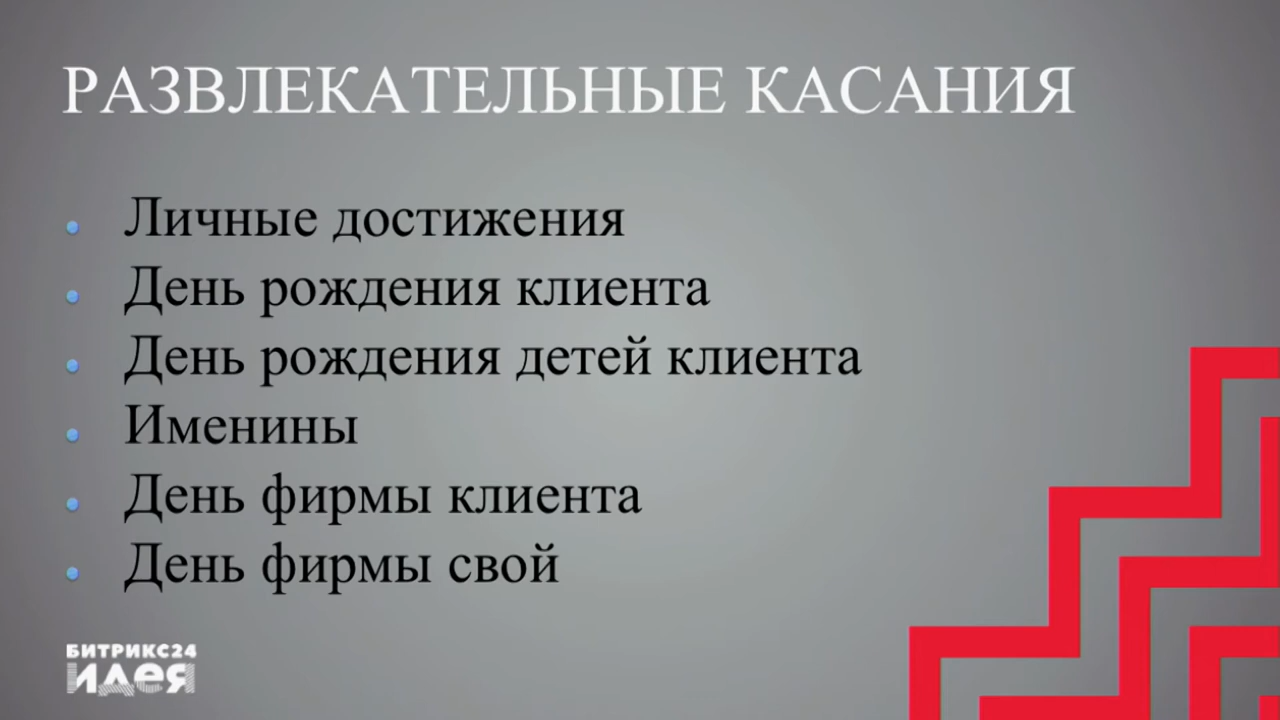 РАЗВЛЕКАТЕЛЬНЫЕ КАСАНИЯ
Личные достижения
День рождения клиента
День рождения детей клиента
Именины
День фирмы клиента
День фирмы свой
БИТРИКС24
идея